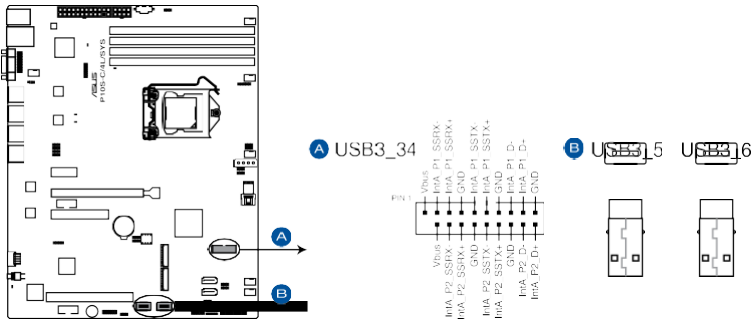 /ISUS
P10S-C/4L/SYS
A
B
A USB3_34
PIN 1
Vbus
IntA_P1_SSRX-
IntA_P1_SSRX+
GND
IntA_P1_SSTX-
IntA_P1_SSTX+
GND
IntA_P1_D-
IntA_P1_D+
GND
Vbus
IntA_P2_SSRX-
IntA_P2_SSRX+
GND
IntA_P2_SSTX-
IntA_P2_SSTX+
GND
IntA_P2_D-
IntA_P2_D+
B USB3_5 USB3_6